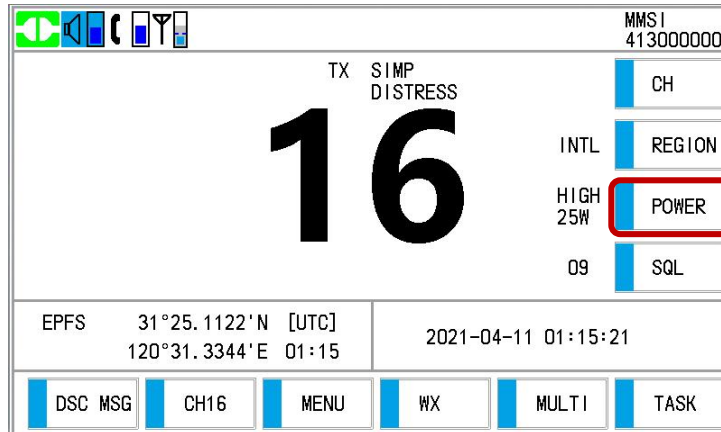 MMSI
413000000
TX SIMP
DISTRESS
CH
16
INTL REGION
HIGH
25W
POWER
09 SQL
EPFS 31°25.1122'N [UTC]
120°31.3344'E 01:15
2021-04-11 01:15:21
DSC MSG CH16 MENU WX MULTI TASK